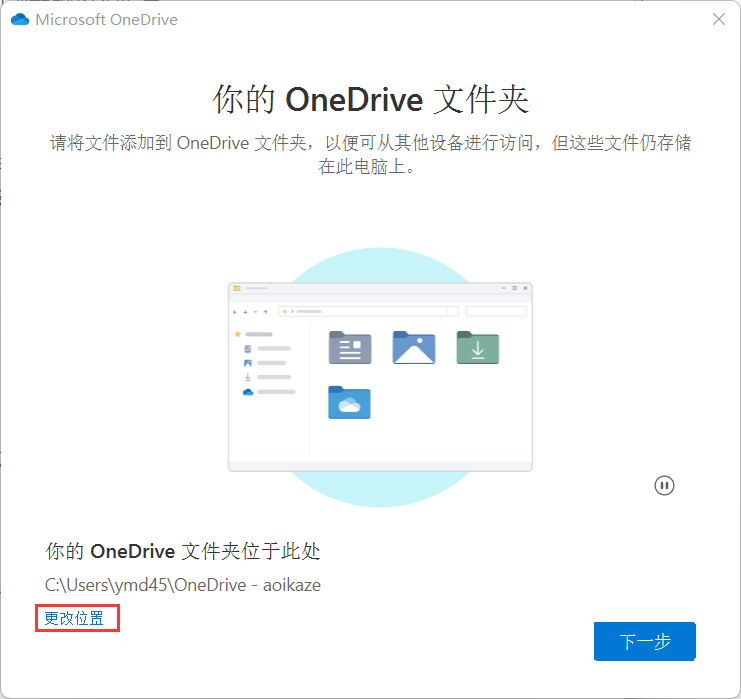 Microsoft OneDrive
你的 OneDrive 文件夹
请将文件添加到 OneDrive 文件夹，以便可从其他设备进行访问，但这些文件仍存储
在此电脑上。
你的 OneDrive 文件夹位于此处
C:\Users\ymd45\OneDrive - aoikaze
更改位置
下一步